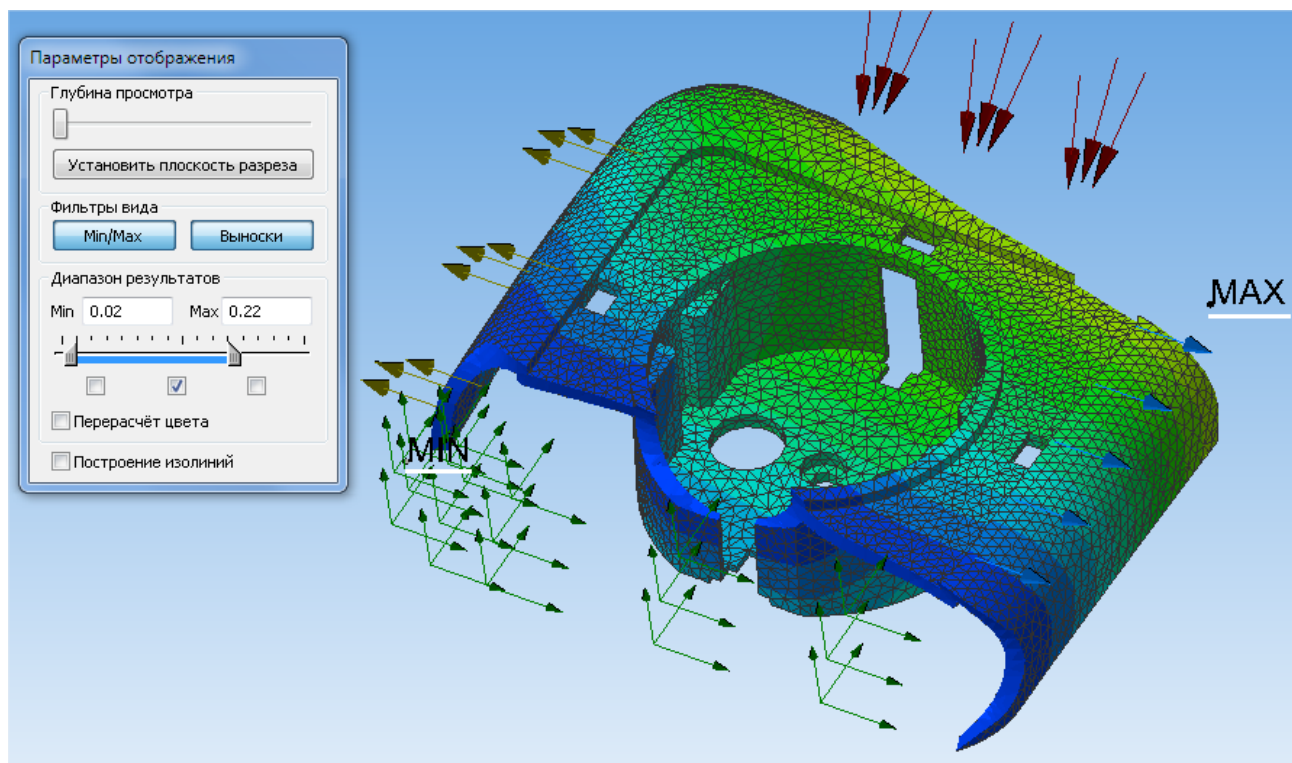 Параметры отображения
Глубина просмотра
Установить плоскость разреза
Фильтры вида
Min/Max Выноски
Диапазон результатов
Min 0.02 Max 0.22
Перерасчёт цвета
Построение изолиний
MAX
MIN